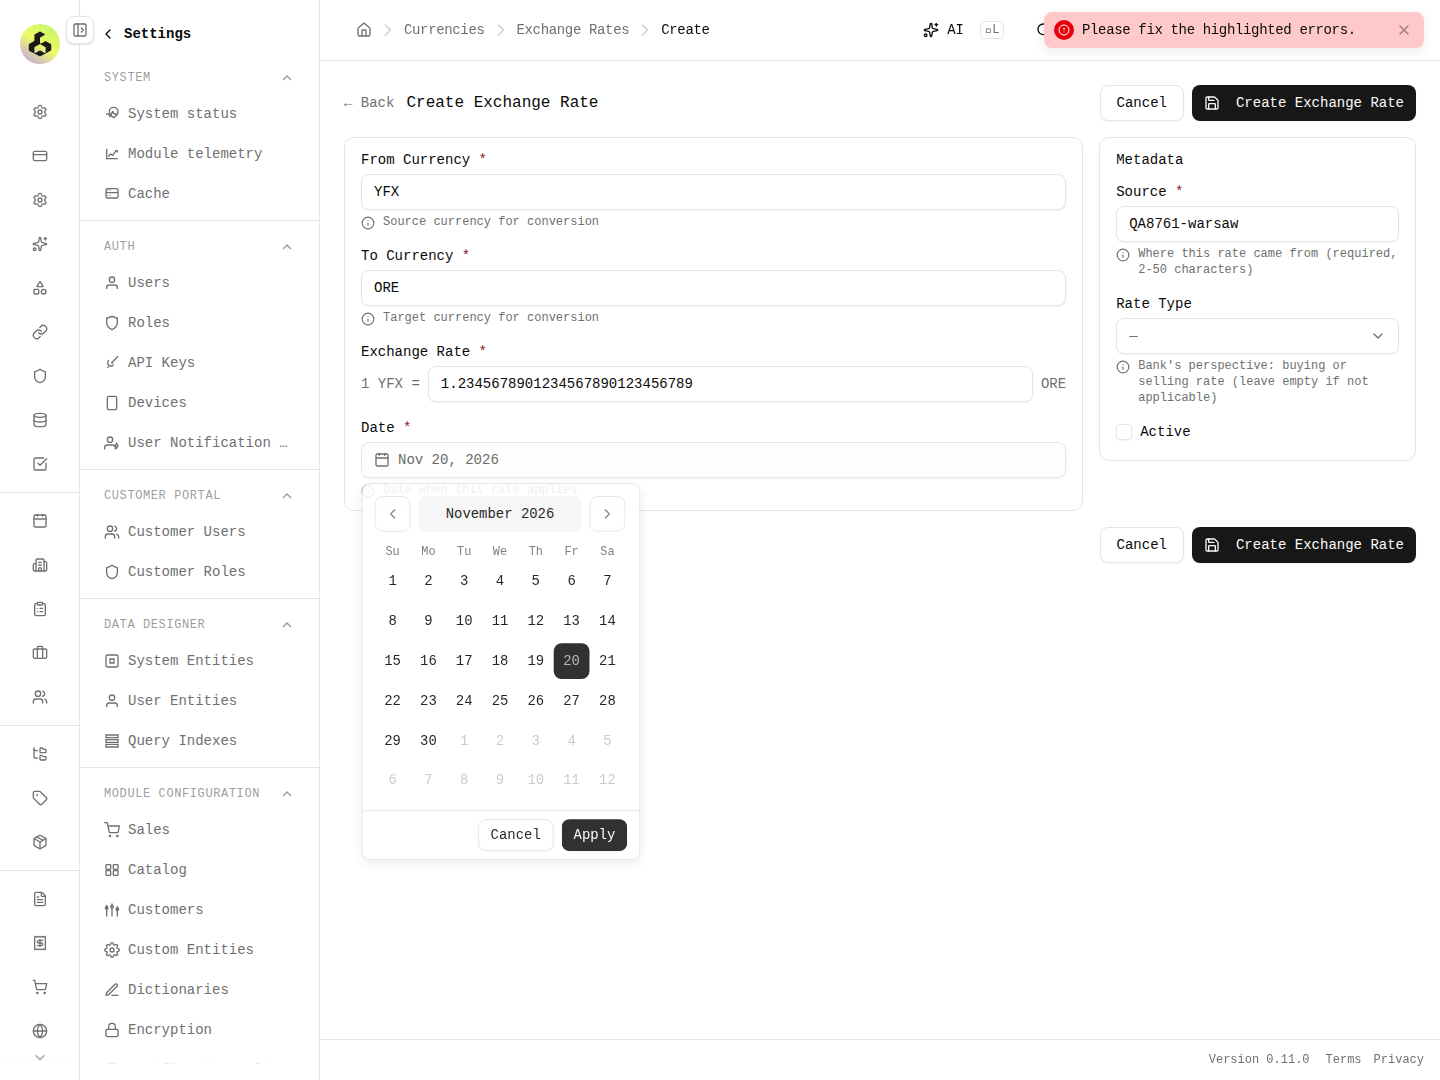 Settings
SYSTEM
System status
Module telemetry
Cache
AUTH
Users
Roles
API Keys
Devices
User Notification …
CUSTOMER PORTAL
Customer Users
Customer Roles
DATA DESIGNER
System Entities
User Entities
Query Indexes
MODULE CONFIGURATION
Sales
Catalog
Customers
Custom Entities
Dictionaries
Encryption
Currencies
Exchange Rates
Create
AI
L
Please fix the highlighted errors.
← Back
Create Exchange Rate
Cancel
Create Exchange Rate
From Currency *
YFX
Source currency for conversion
To Currency *
ORE
Target currency for conversion
Exchange Rate *
1 YFX =
1.2345678901234567890123456789
ORE
Date *
Nov 20, 2026
Date when this rate applies
November 2026
Su Mo Tu We Th Fr Sa
1 2 3 4 5 6 7
8 9 10 11 12 13 14
15 16 17 18 19 20 21
22 23 24 25 26 27 28
29 30 1 2 3 4 5
6 7 8 9 10 11 12
Cancel
Apply
Metadata
Source *
QA8761-warsaw
Where this rate came from (required,
2-50 characters)
Rate Type
—
Bank's perspective: buying or
selling rate (leave empty if not
applicable)
Active
Cancel
Create Exchange Rate
Version 0.11.0
Terms
Privacy